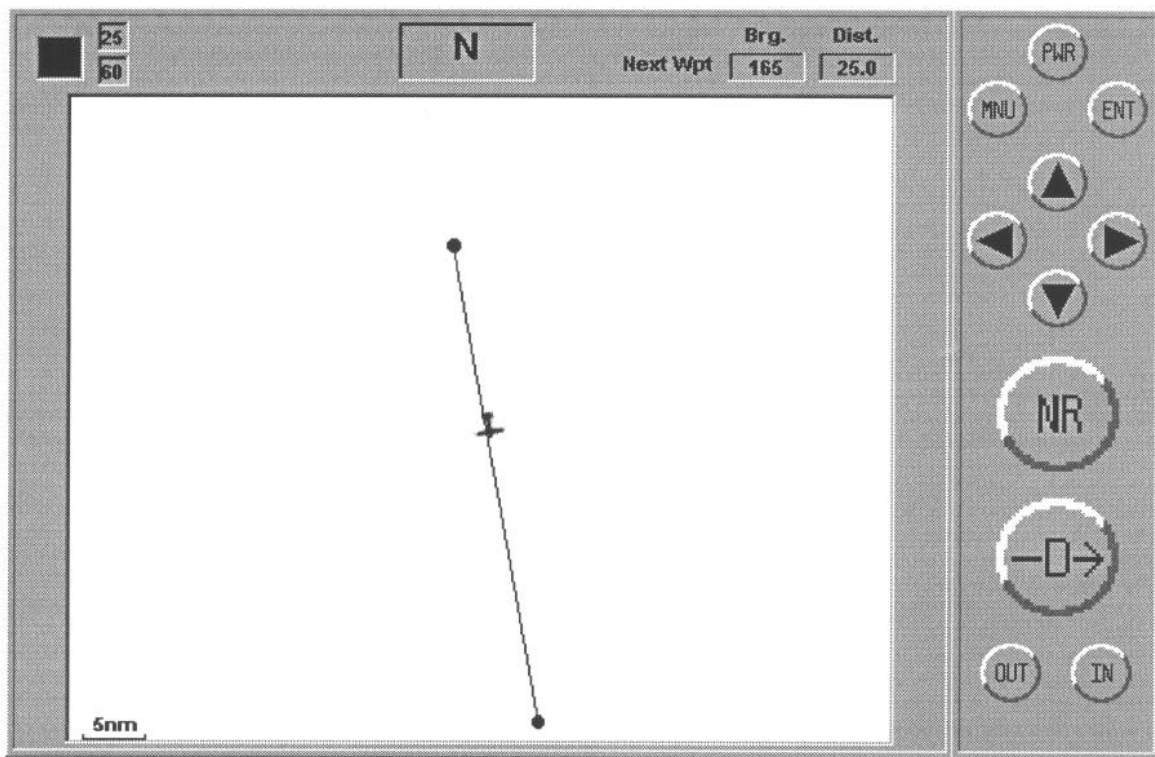 25
60
N
Brg. Dist.
Next Wpt 165 25.0
5nm
PWR
MNU ENT
NR
D
OUT IN